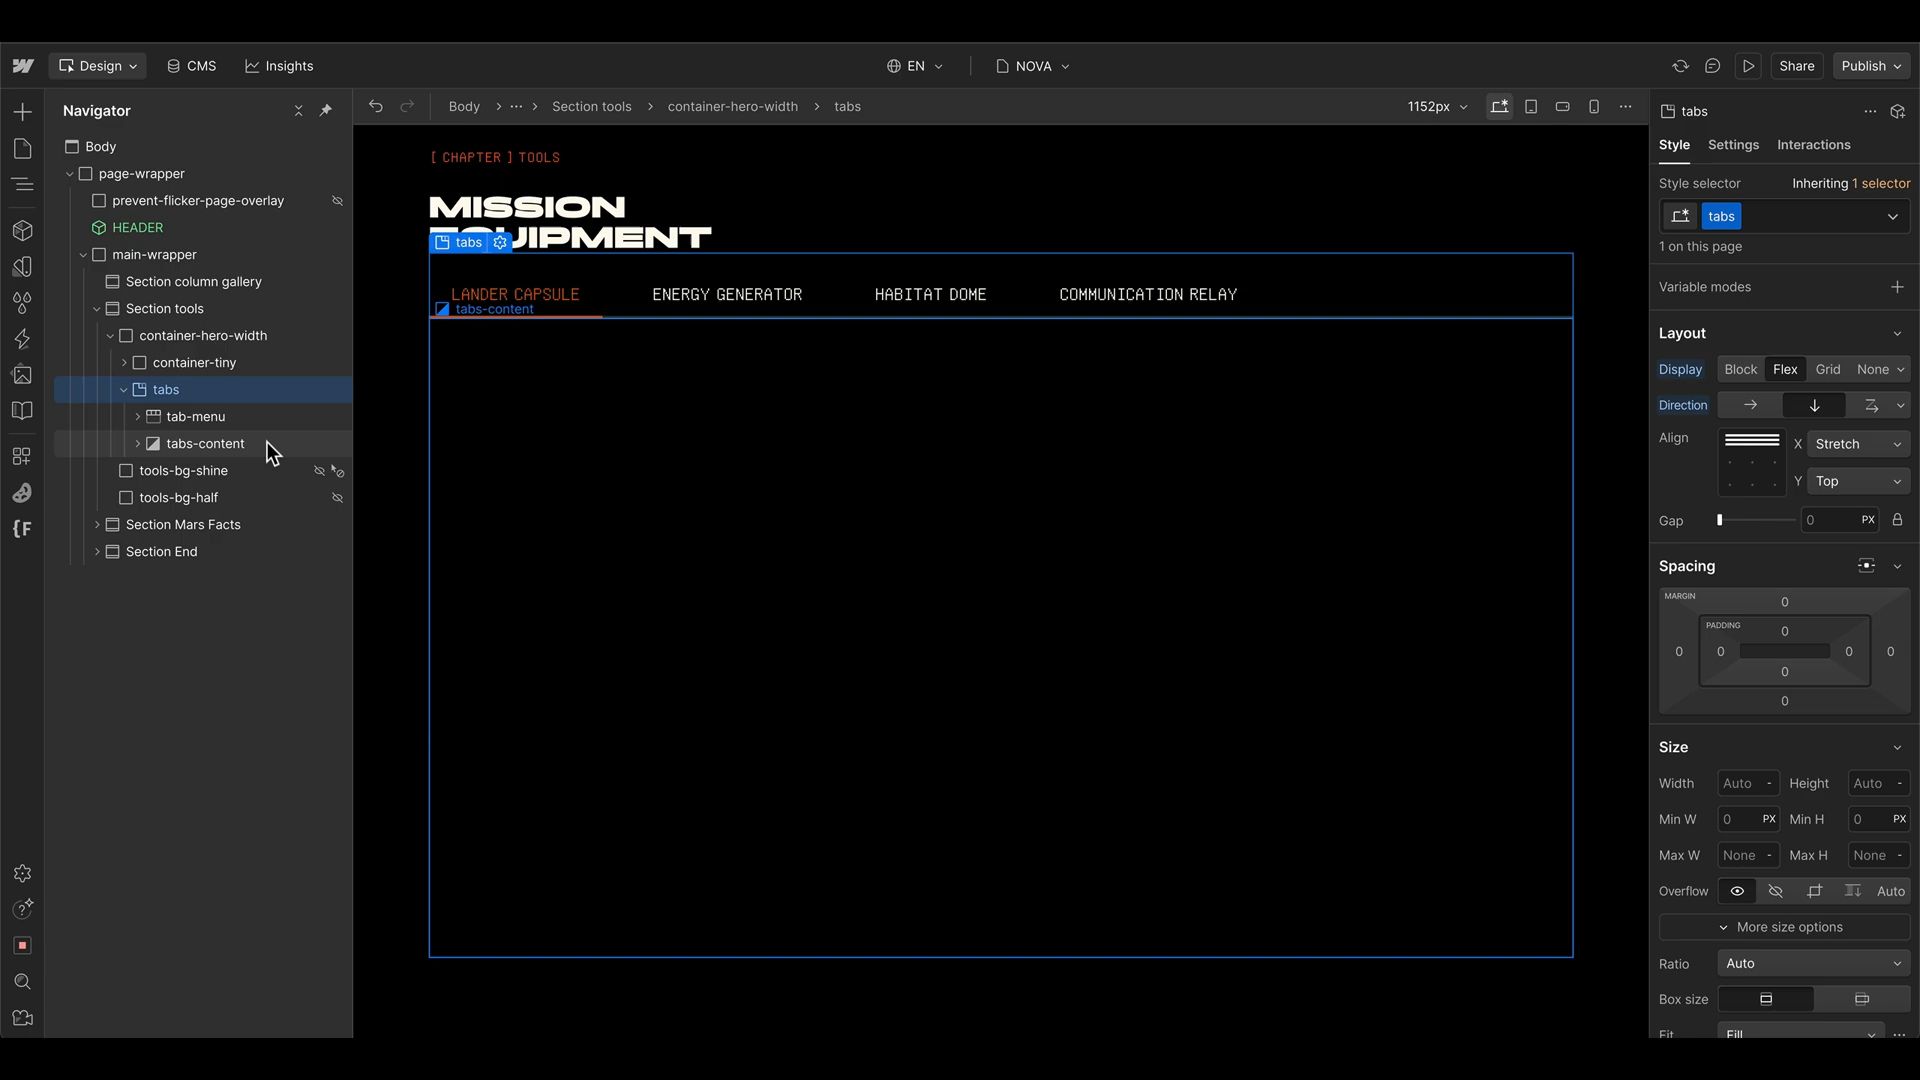 Design
CMS
Insights
EN
NOVA
Share
Publish
Navigator
Body
page-wrapper
prevent-flicker-page-overlay
HEADER
main-wrapper
Section column gallery
Section tools
container-hero-width
container-tiny
tabs
tab-menu
tabs-content
tools-bg-shine
tools-bg-half
Section Mars Facts
Section End
Body > ... > Section tools > container-hero-width > tabs
1152px
[ CHAPTER ] TOOLS
MISSION
EQUIPMENT
tabs
LANDER CAPSULE
ENERGY GENERATOR
HABITAT DOME
COMMUNICATION RELAY
tabs-content
tabs
Style
Settings
Interactions
Style selector
Inheriting 1 selector
tabs
1 on this page
Variable modes
Layout
Display
Block
Flex
Grid
None
Direction
Align
X
Stretch
Y
Top
Gap
0
PX
Spacing
MARGIN
0
PADDING
0
0
0
0
0
0
0
Size
Width
Auto
-
Height
Auto
-
Min W
0
PX
Min H
0
PX
Max W
None
-
Max H
None
-
Overflow
Auto
More size options
Ratio
Auto
Box size
Fit
Fill